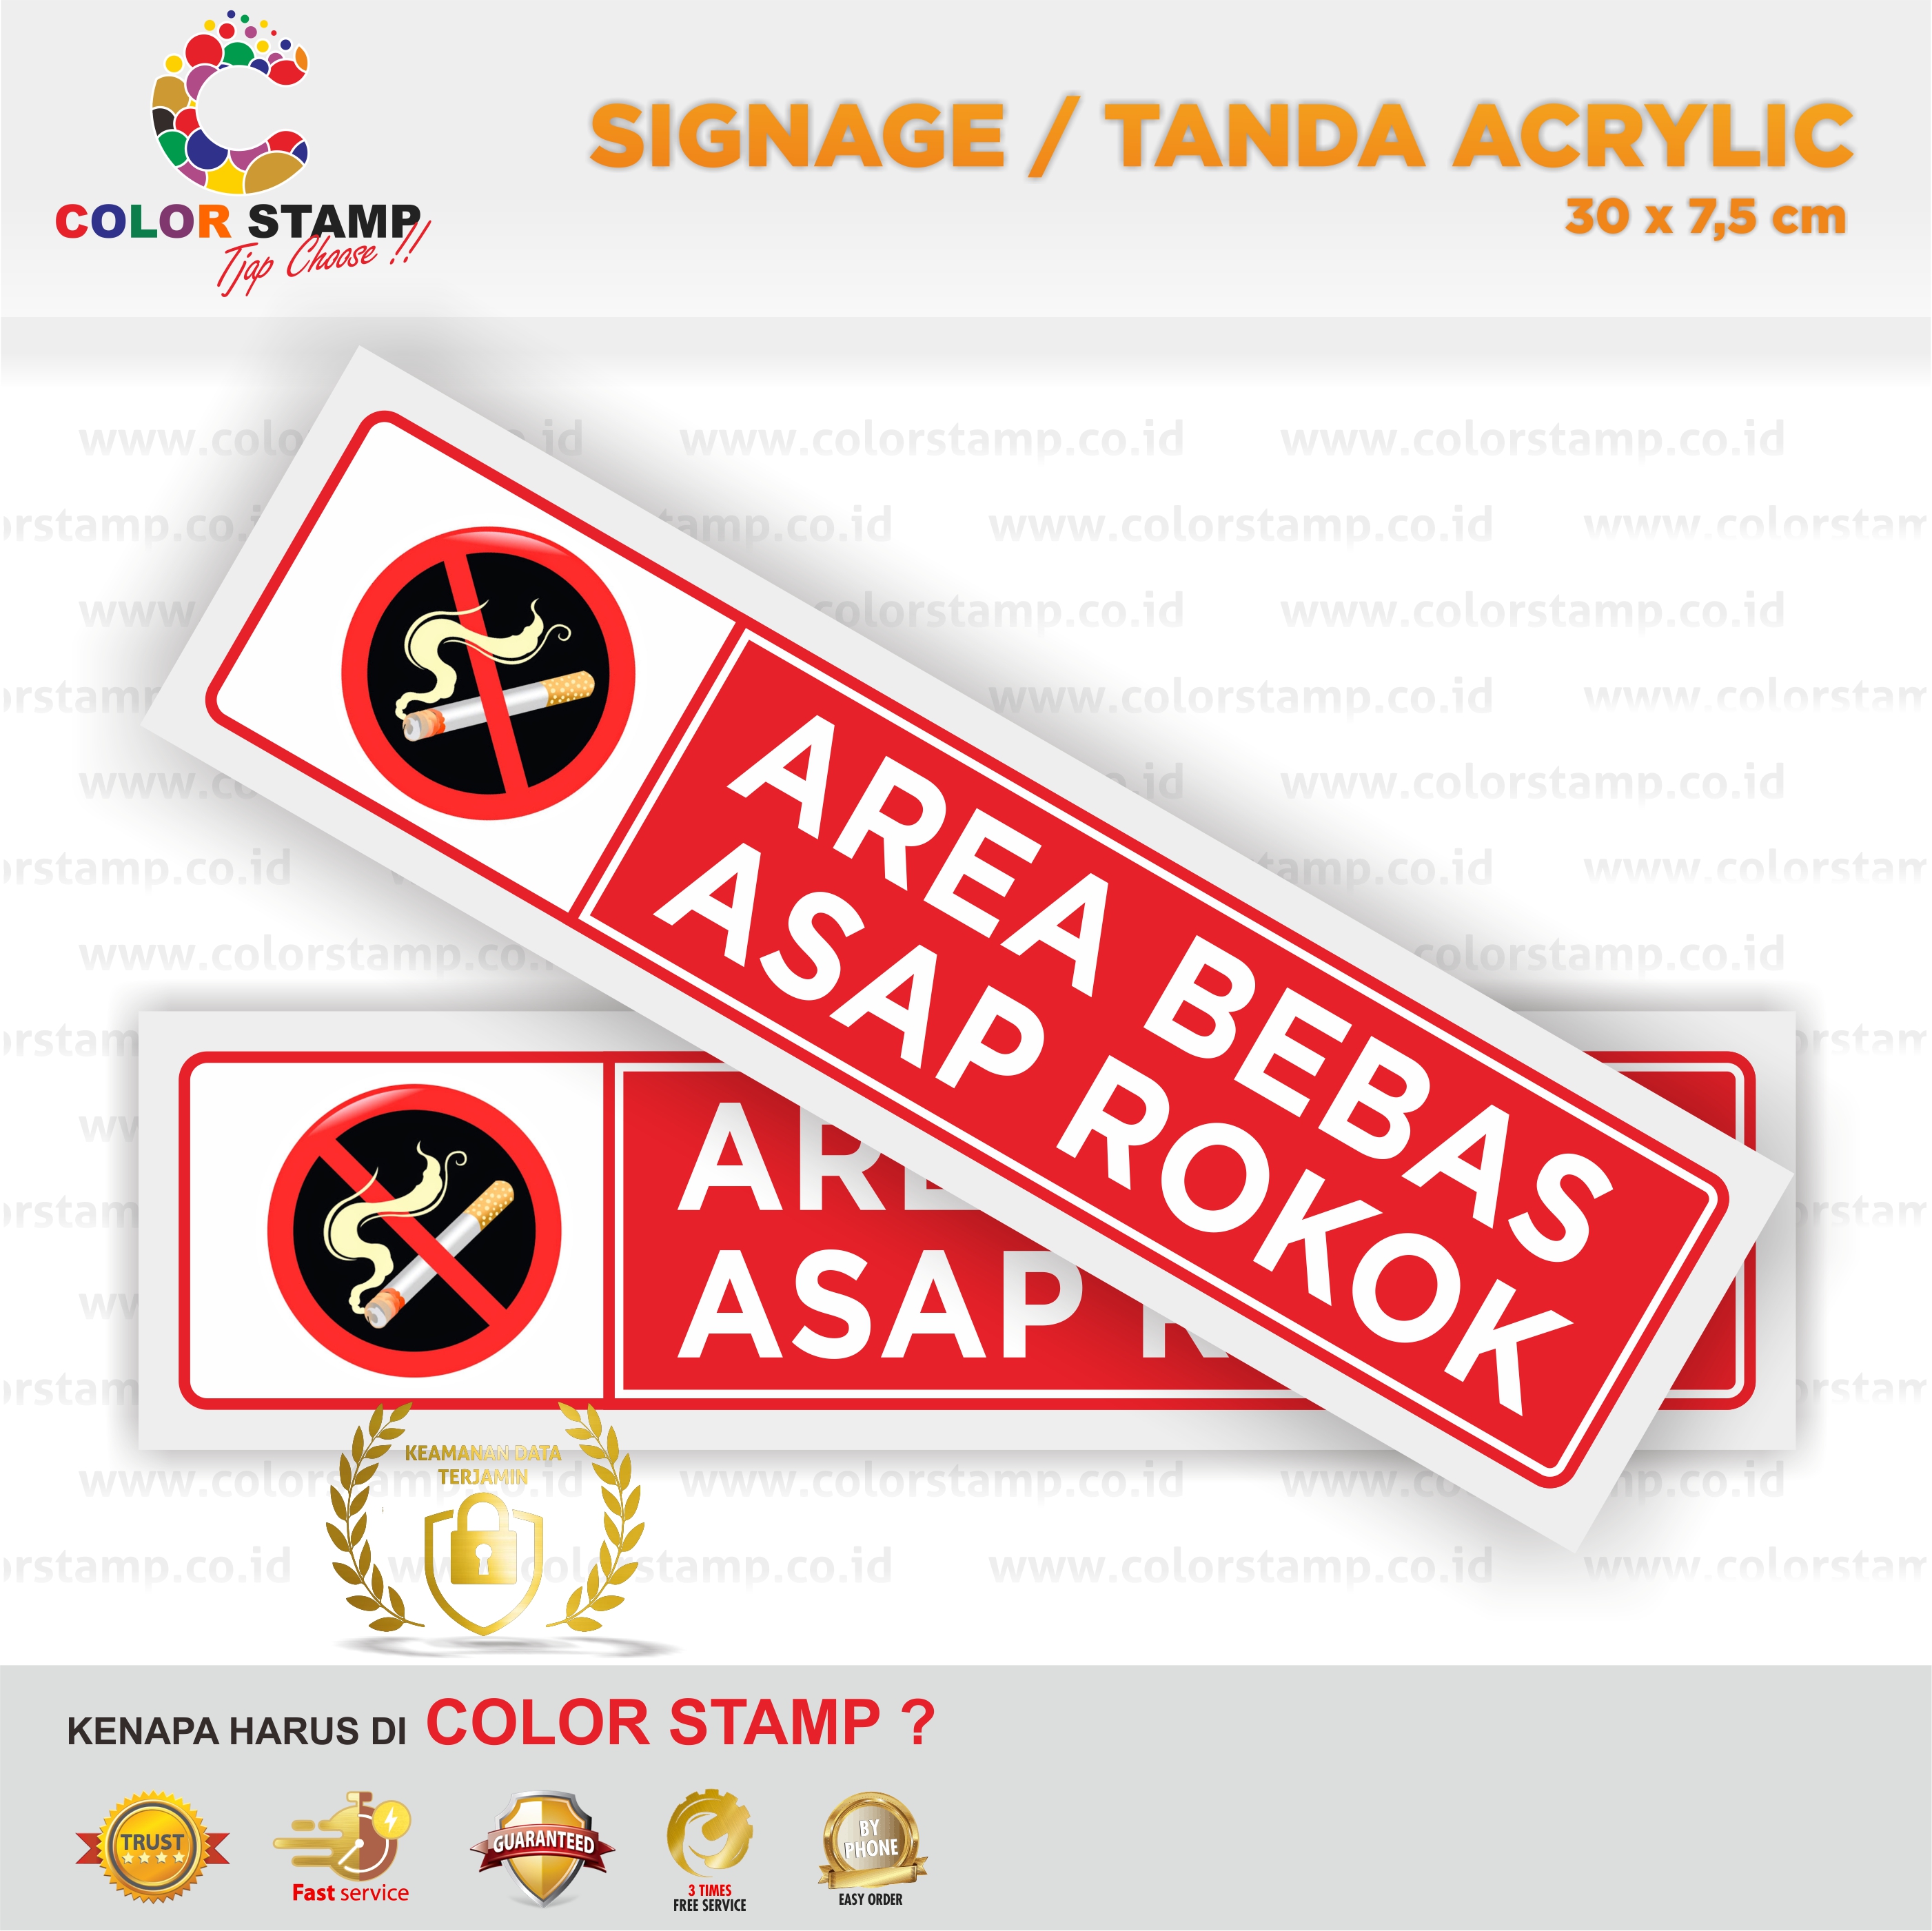 COLOR STAMP
Tjap Choose !!
SIGNAGE / TANDA ACRYLIC
30 x 7,5 cm
www.colorstamp.co.id
AREA BEBAS
ASAP ROKOK
ARE
ASAP R
KEAMANAN DATA
TERJAMIN
KENAPA HARUS DI COLOR STAMP ?
TRUST
Fast service
GUARANTEED
3 TIMES
FREE SERVICE
BY
PHONE
EASY ORDER